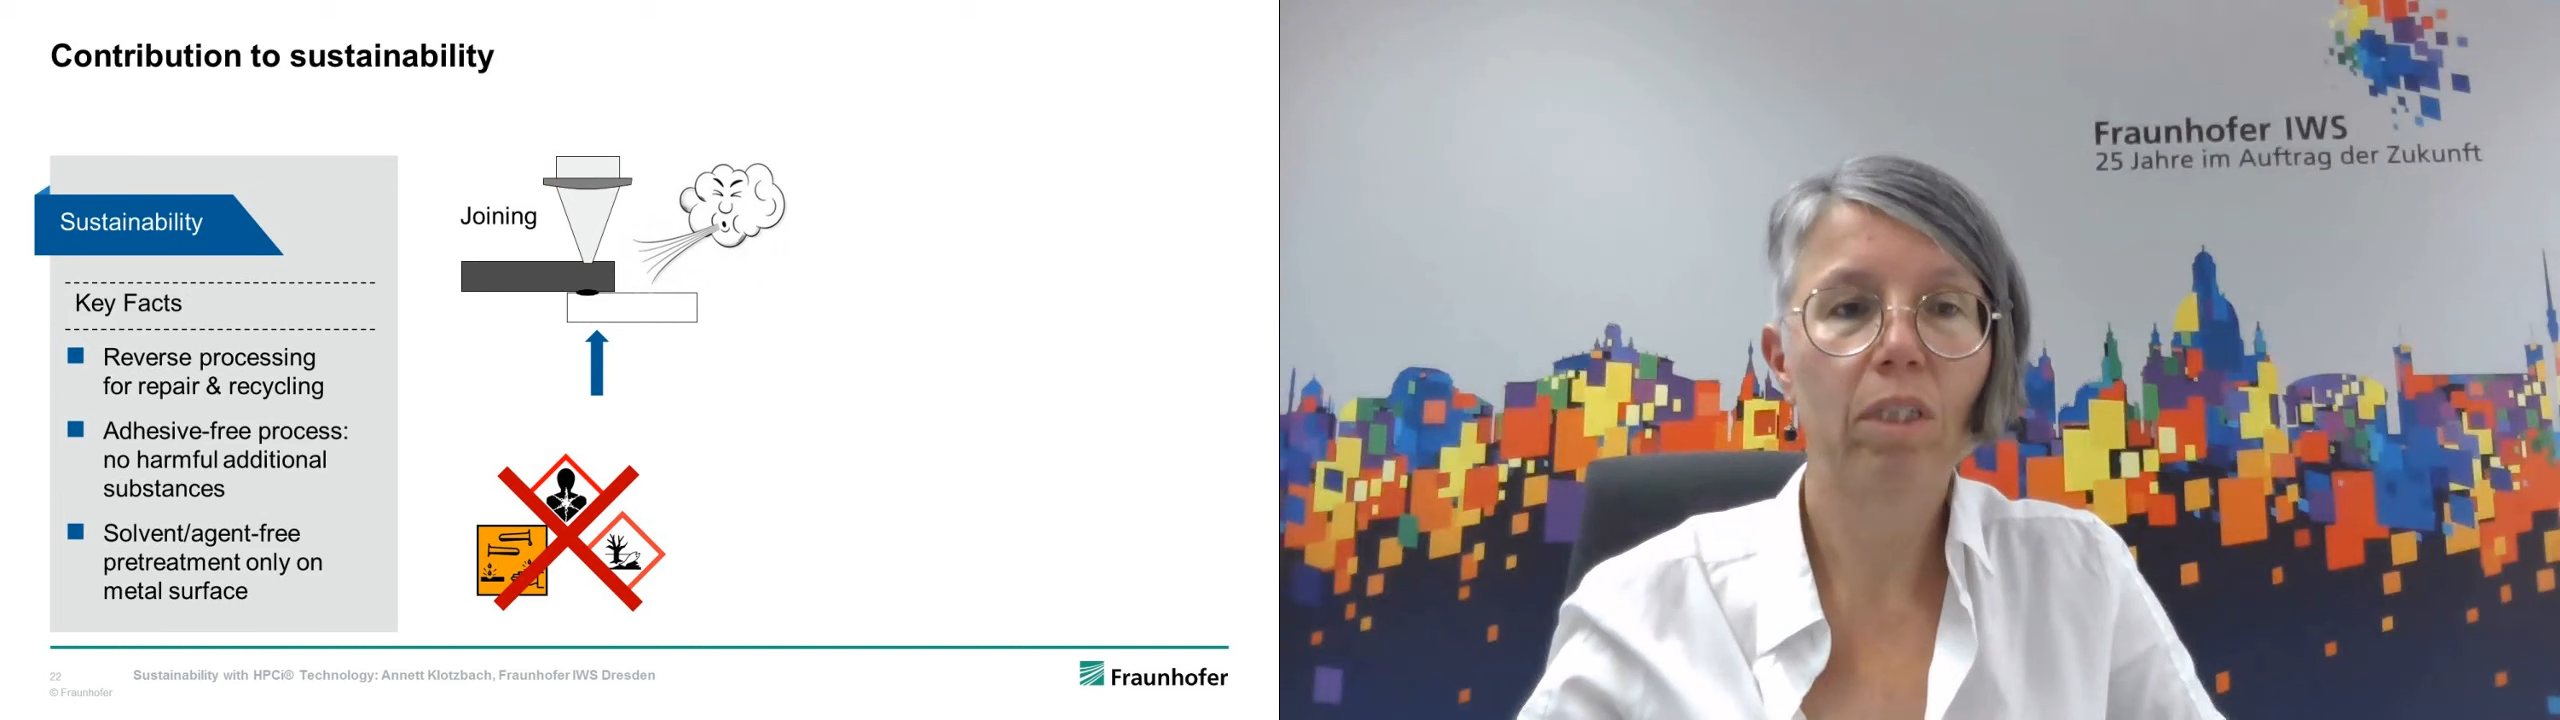 Contribution to sustainability
Sustainability
Key Facts
Reverse processing
for repair & recycling
Adhesive-free process:
no harmful additional
substances
Solvent/agent-free
pretreatment only on
metal surface
Joining
22
Sustainability with HPCi® Technology: Annett Klotzbach, Fraunhofer IWS Dresden
© Fraunhofer
Fraunhofer
Fraunhofer IWS
25 Jahre im Auftrag der Zukunft